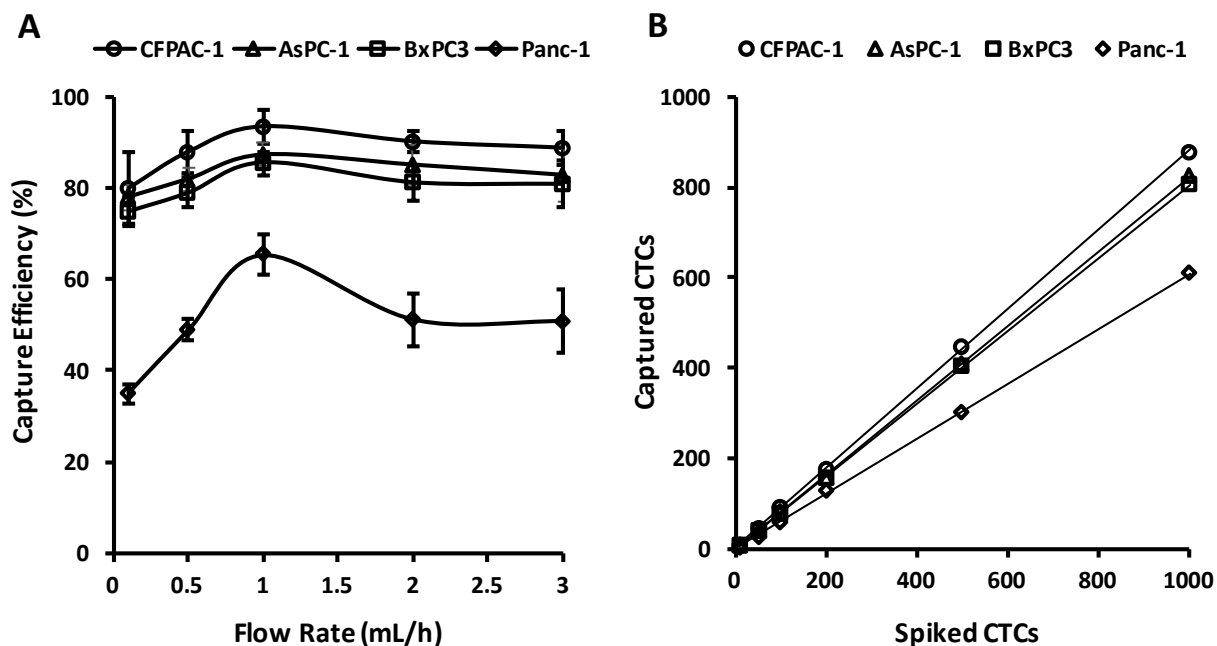 A
CFPAC-1 AsPC-1 BxPC3 Panc-1
100
80
60
40
20
0
Capture Efficiency (%)
0 0.5 1 1.5 2 2.5 3
Flow Rate (mL/h)
B
CFPAC-1 AsPC-1 BxPC3 Panc-1
1000
800
600
400
200
0
Captured CTCs
0 200 400 600 800 1000
Spiked CTCs